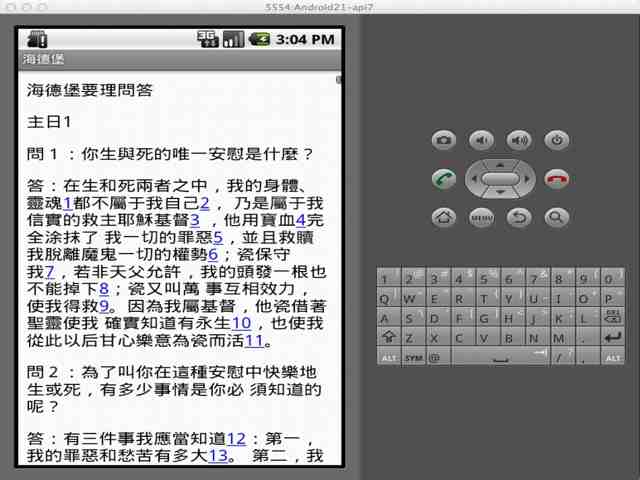 5554:Android21-api7
3G
3:04 PM
海德堡
海德堡要理問答
主日1
問 1 ：你生與死的唯一安慰是什麼？
答：在生和死兩者之中，我的身體、
靈魂1都不屬于我自己2， 乃是屬于我
信實的救主耶穌基督3 ，他用寶血4完
全涂抹了 我一切的罪惡5，並且救贖
我脫離魔鬼一切的權勢6；瓷保守
我7，若非天父允許，我的頭發一根也
不能掉下8；瓷又叫萬 事互相效力，
使我得救9。因為我屬基督，他瓷借著
聖靈使我 確實知道有永生10，也使我
從此以后甘心樂意為瓷而活11。
問 2 ：為了叫你在這種安慰中快樂地
生或死，有多少事情是你必 須知道的
呢？
答：有三件事我應當知道12：第一，
我的罪惡和愁苦有多大13。 第二，我
MENU
1 2 3 4 5 6 7 8 9 0
Q W E R T Y U I O P
A S D F G H J K L DEL
Z X C V B N M .
ALT SYM @ / ? , ALT